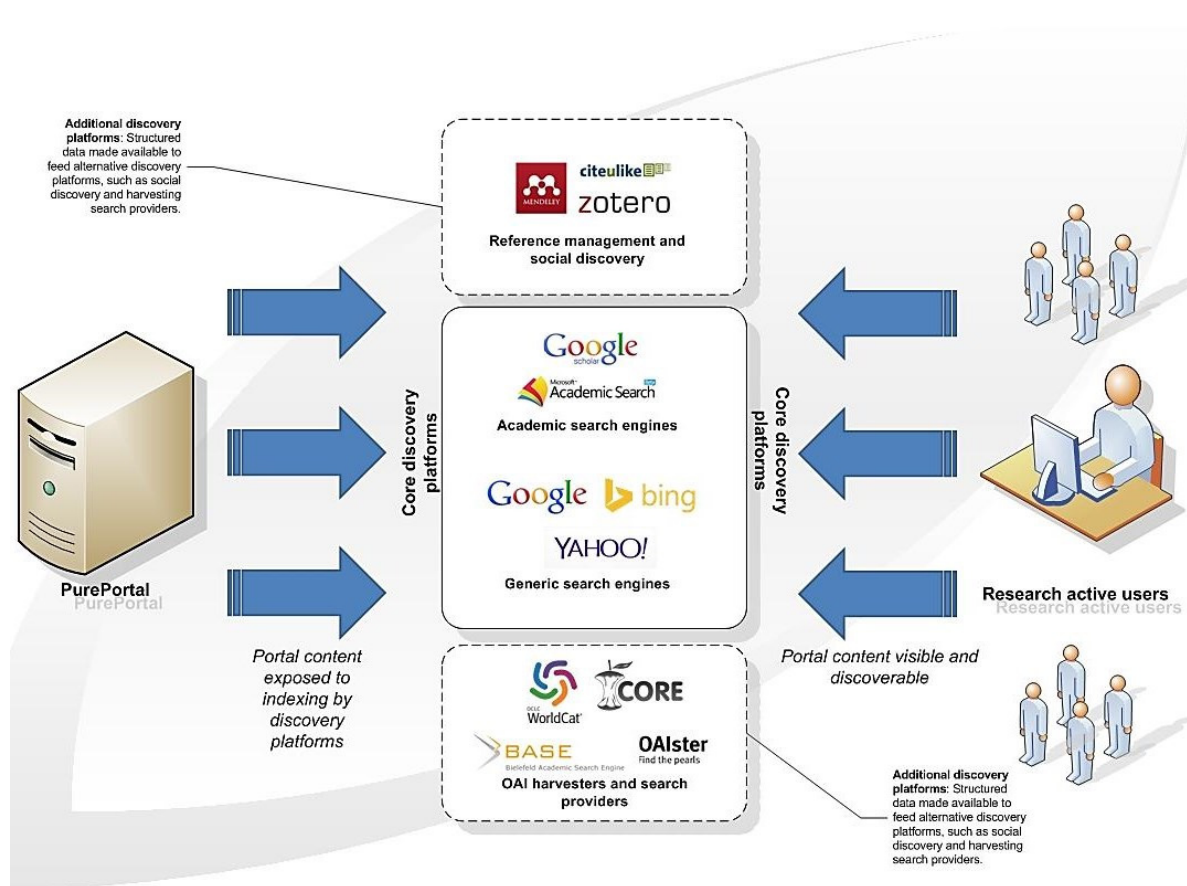 Additional discovery
platforms: Structured
data made available to
feed alternative discovery
platforms, such as social
discovery and harvesting
search providers.
MENDELEY
citeulike
zotero
Reference management and
social discovery
Core discovery
platforms
Google
scholar
Microsoft
Academic Search
beta
Academic search engines
Google
bing
YAHOO!
Generic search engines
Core discovery
platforms
PurePortal
PurePortal
Research active users
Research active users
Portal content
exposed to
indexing by
discovery
platforms
Portal content visible and
discoverable
OCLC
WorldCat
CORE
BASE
Bielefeld Academic Search Engine
OAIster
Find the pearls
OAI harvesters and search
providers
Additional discovery
platforms: Structured
data made available to
feed alternative discovery
platforms, such as social
discovery and harvesting
search providers.